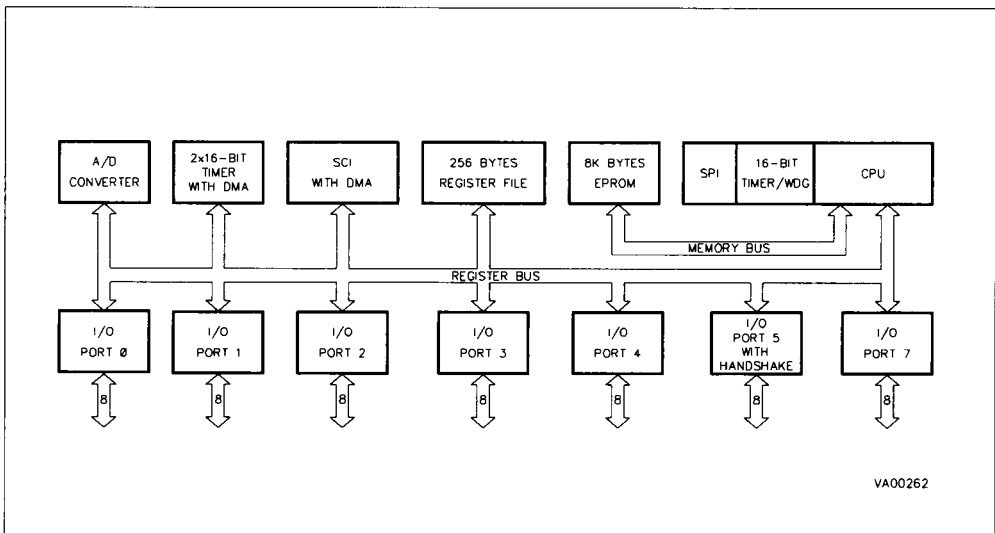 A/D
CONVERTER
2x16-BIT
TIMER
WITH DMA
SCI
WITH DMA
256 BYTES
REGISTER FILE
8K BYTES
EPROM
SPI
16-BIT
TIMER/WDG
CPU
MEMORY BUS
REGISTER BUS
I/O
PORT 0
I/O
PORT 1
I/O
PORT 2
I/O
PORT 3
I/O
PORT 4
I/O
PORT 5
WITH
HANDSHAKE
I/O
PORT 7
8
8
8
8
8
8
8
VA00262